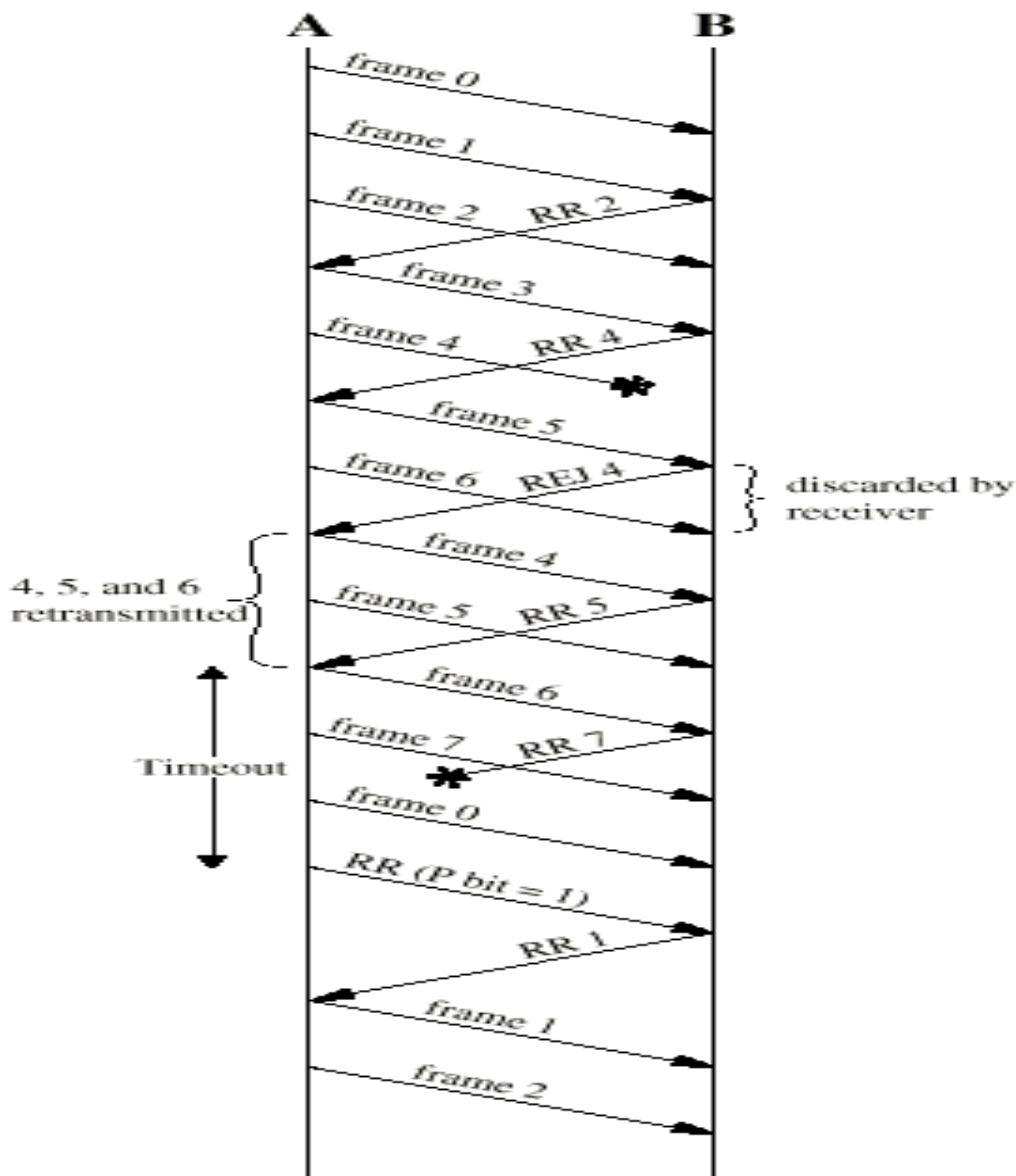 A
B
frame 0
frame 1
frame 2
RR 2
frame 3
frame 4
RR 4
frame 5
frame 6
REJ 4
discarded by
receiver
frame 4
4, 5, and 6
retransmitted
frame 5
RR 5
frame 6
frame 7
RR 7
Timeout
frame 0
RR (P bit = 1)
RR 1
frame 1
frame 2